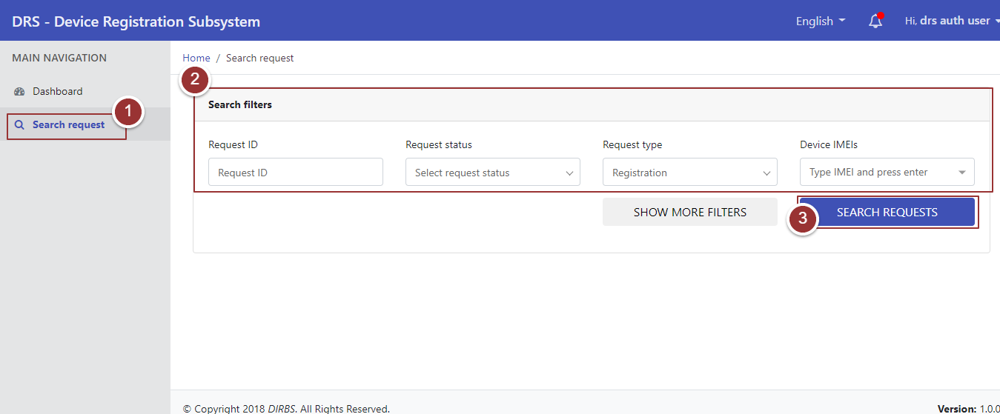 DRS - Device Registration Subsystem
English
Hi, drs auth user
MAIN NAVIGATION
Home / Search request
2
Dashboard
1
Search filters
Search request
Request ID
Request status
Request type
Device IMEIs
Request ID
Select request status
Registration
Type IMEI and press enter
SHOW MORE FILTERS
3
SEARCH REQUESTS
© Copyright 2018 DIRBS. All Rights Reserved.
Version: 1.0.0